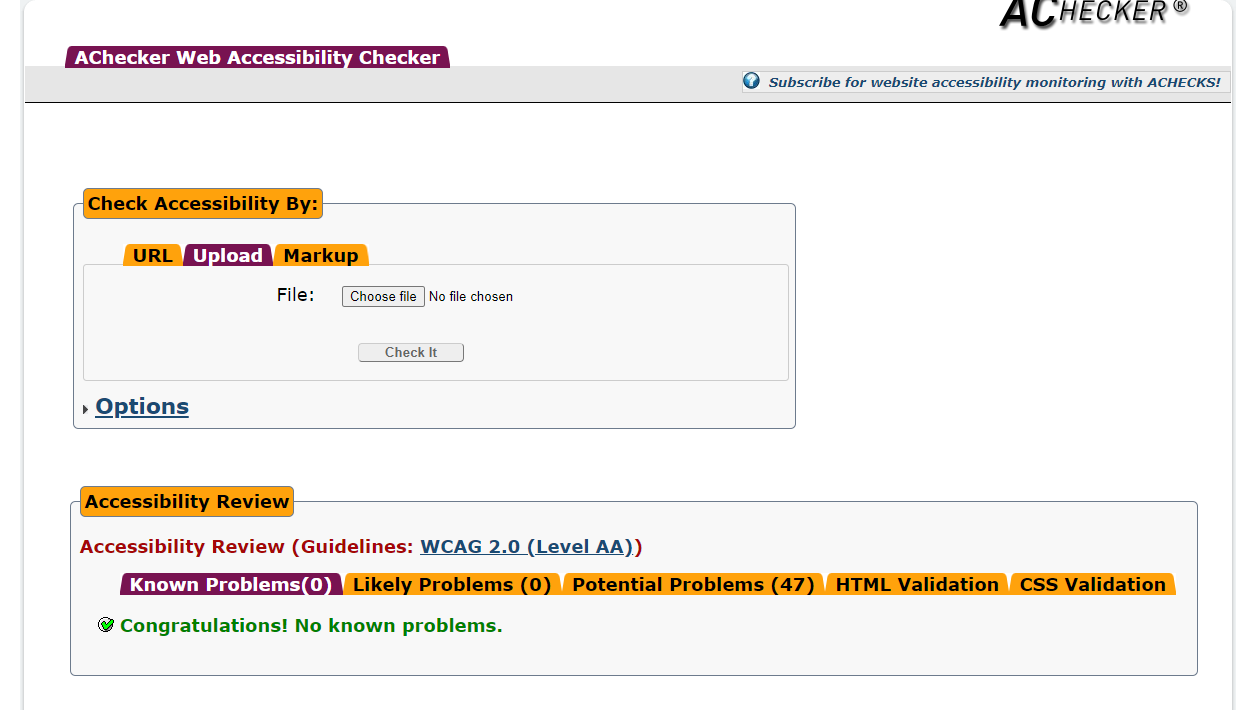 ACHECKER®
AChecker Web Accessibility Checker
Subscribe for website accessibility monitoring with ACHECKS!
Check Accessibility By:
URL Upload Markup
File: Choose file No file chosen
Check It
Options
Accessibility Review
Accessibility Review (Guidelines: WCAG 2.0 (Level AA))
Known Problems(0) Likely Problems (0) Potential Problems (47) HTML Validation CSS Validation
Congratulations! No known problems.